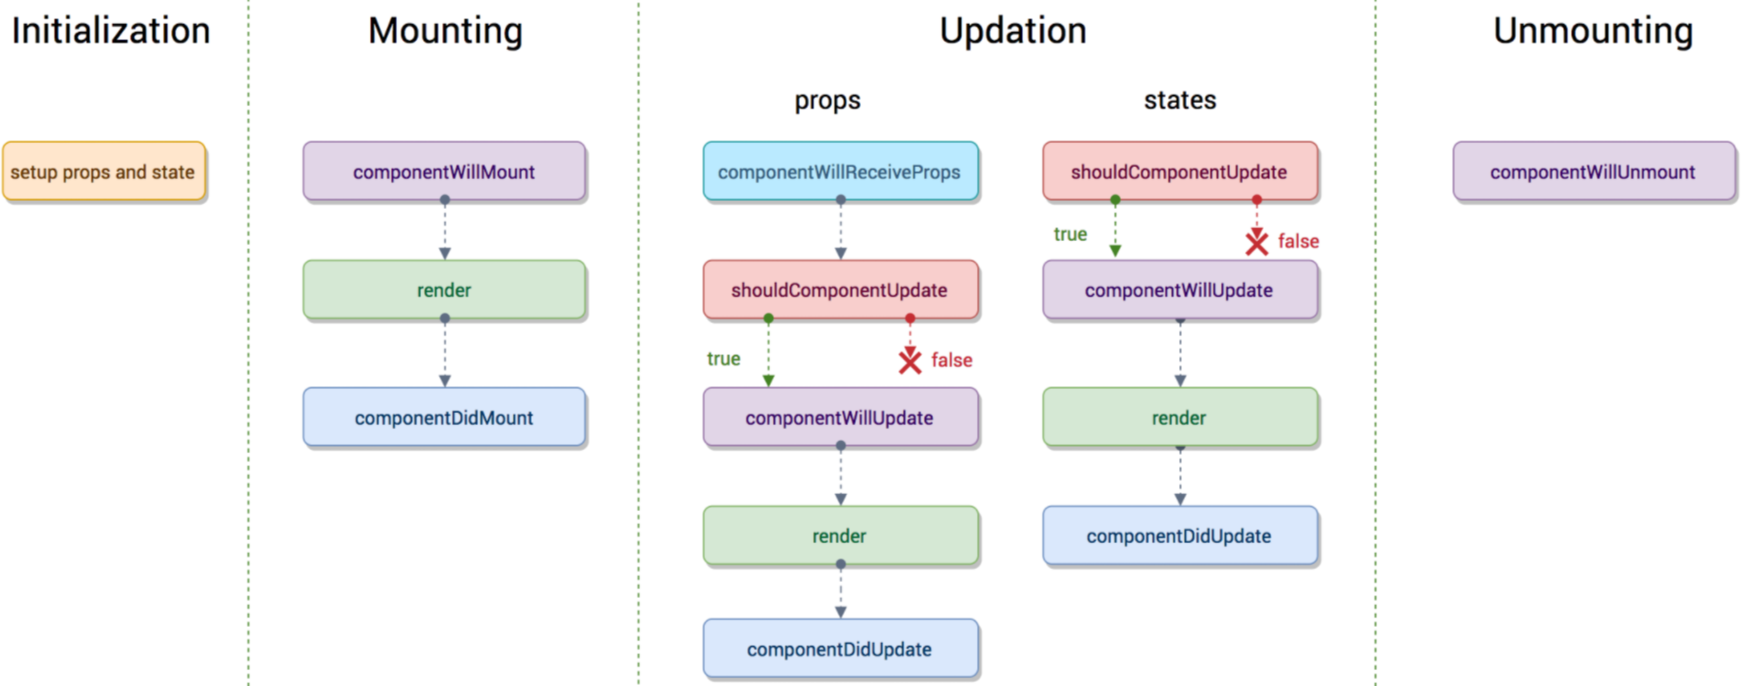 Initialization
Mounting
Updation
Unmounting
props
states
setup props and state
componentWillMount
componentWillReceiveProps
shouldComponentUpdate
componentWillUnmount
true
false
render
shouldComponentUpdate
componentWillUpdate
true
false
componentDidMount
componentWillUpdate
render
render
componentDidUpdate
componentDidUpdate